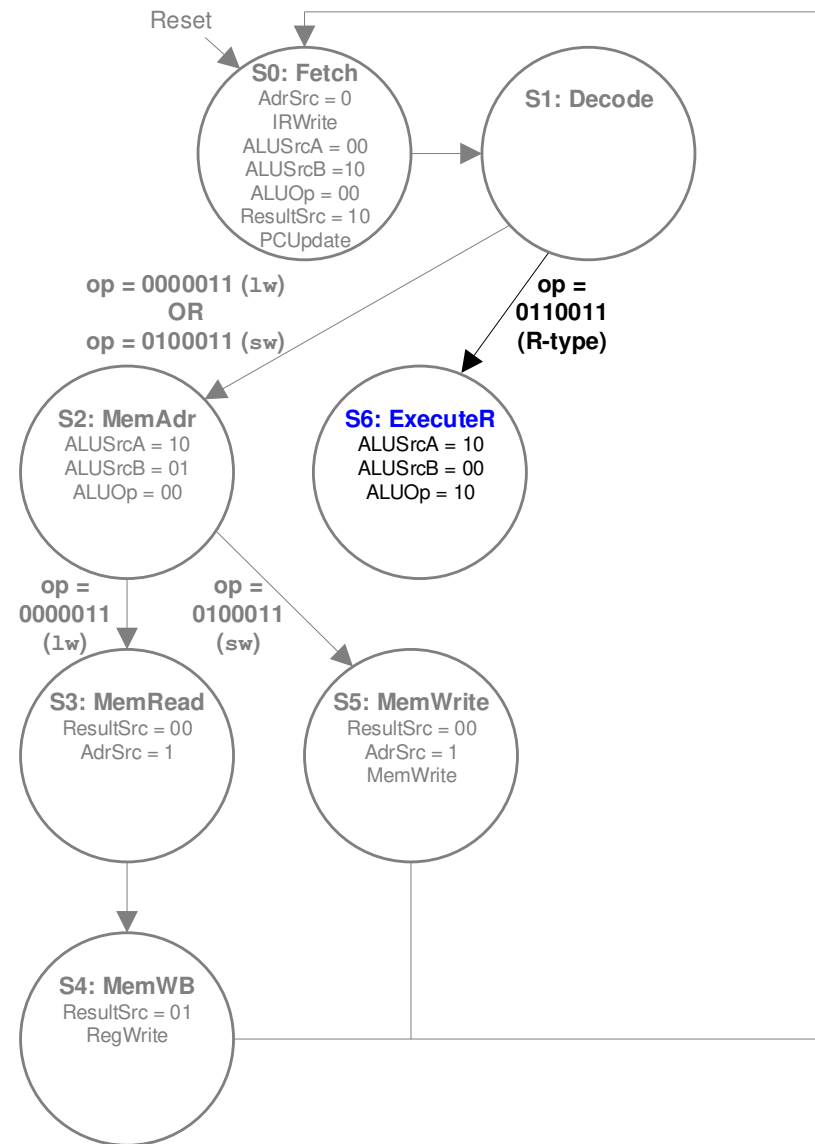 Reset
S0: Fetch
AdrSrc = 0
IRWrite
ALUSrcA = 00
ALUSrcB =10
ALUOp = 00
ResultSrc = 10
PCUpdate
S1: Decode
op = 0000011 (lw)
OR
op = 0100011 (sw)
op =
0110011
(R-type)
S2: MemAdr
ALUSrcA = 10
ALUSrcB = 01
ALUOp = 00
S6: ExecuteR
ALUSrcA = 10
ALUSrcB = 00
ALUOp = 10
op =
0000011
(lw)
op =
0100011
(sw)
S3: MemRead
ResultSrc = 00
AdrSrc = 1
S5: MemWrite
ResultSrc = 00
AdrSrc = 1
MemWrite
S4: MemWB
ResultSrc = 01
RegWrite